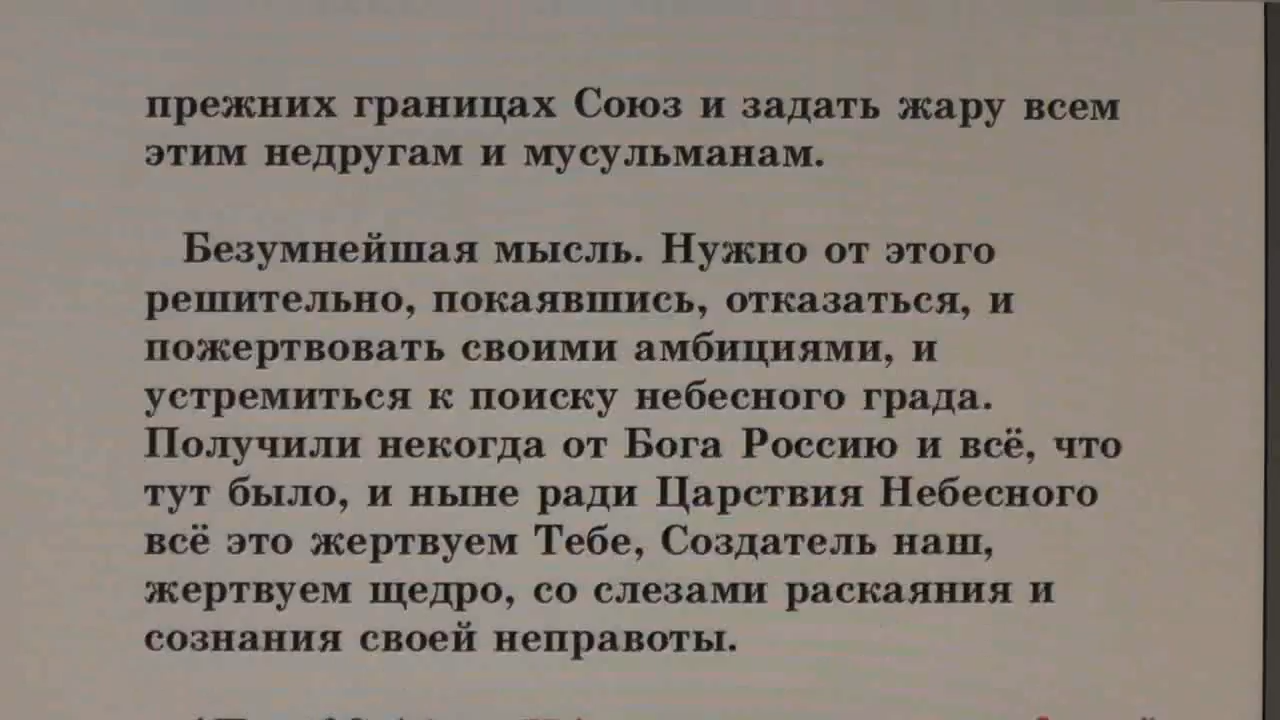 прежних границах Союз и задать жару всем
этим недругам и мусульманам.
Безумнейшая мысль. Нужно от этого
решительно, покаявшись, отказаться, и
пожертвовать своими амбициями, и
устремиться к поиску небесного града.
Получили некогда от Бога Россию и всё, что
тут было, и ныне ради Царствия Небесного
всё это жертвуем Тебе, Создатель наш,
жертвуем щедро, со слезами раскаяния и
сознания своей неправоты.